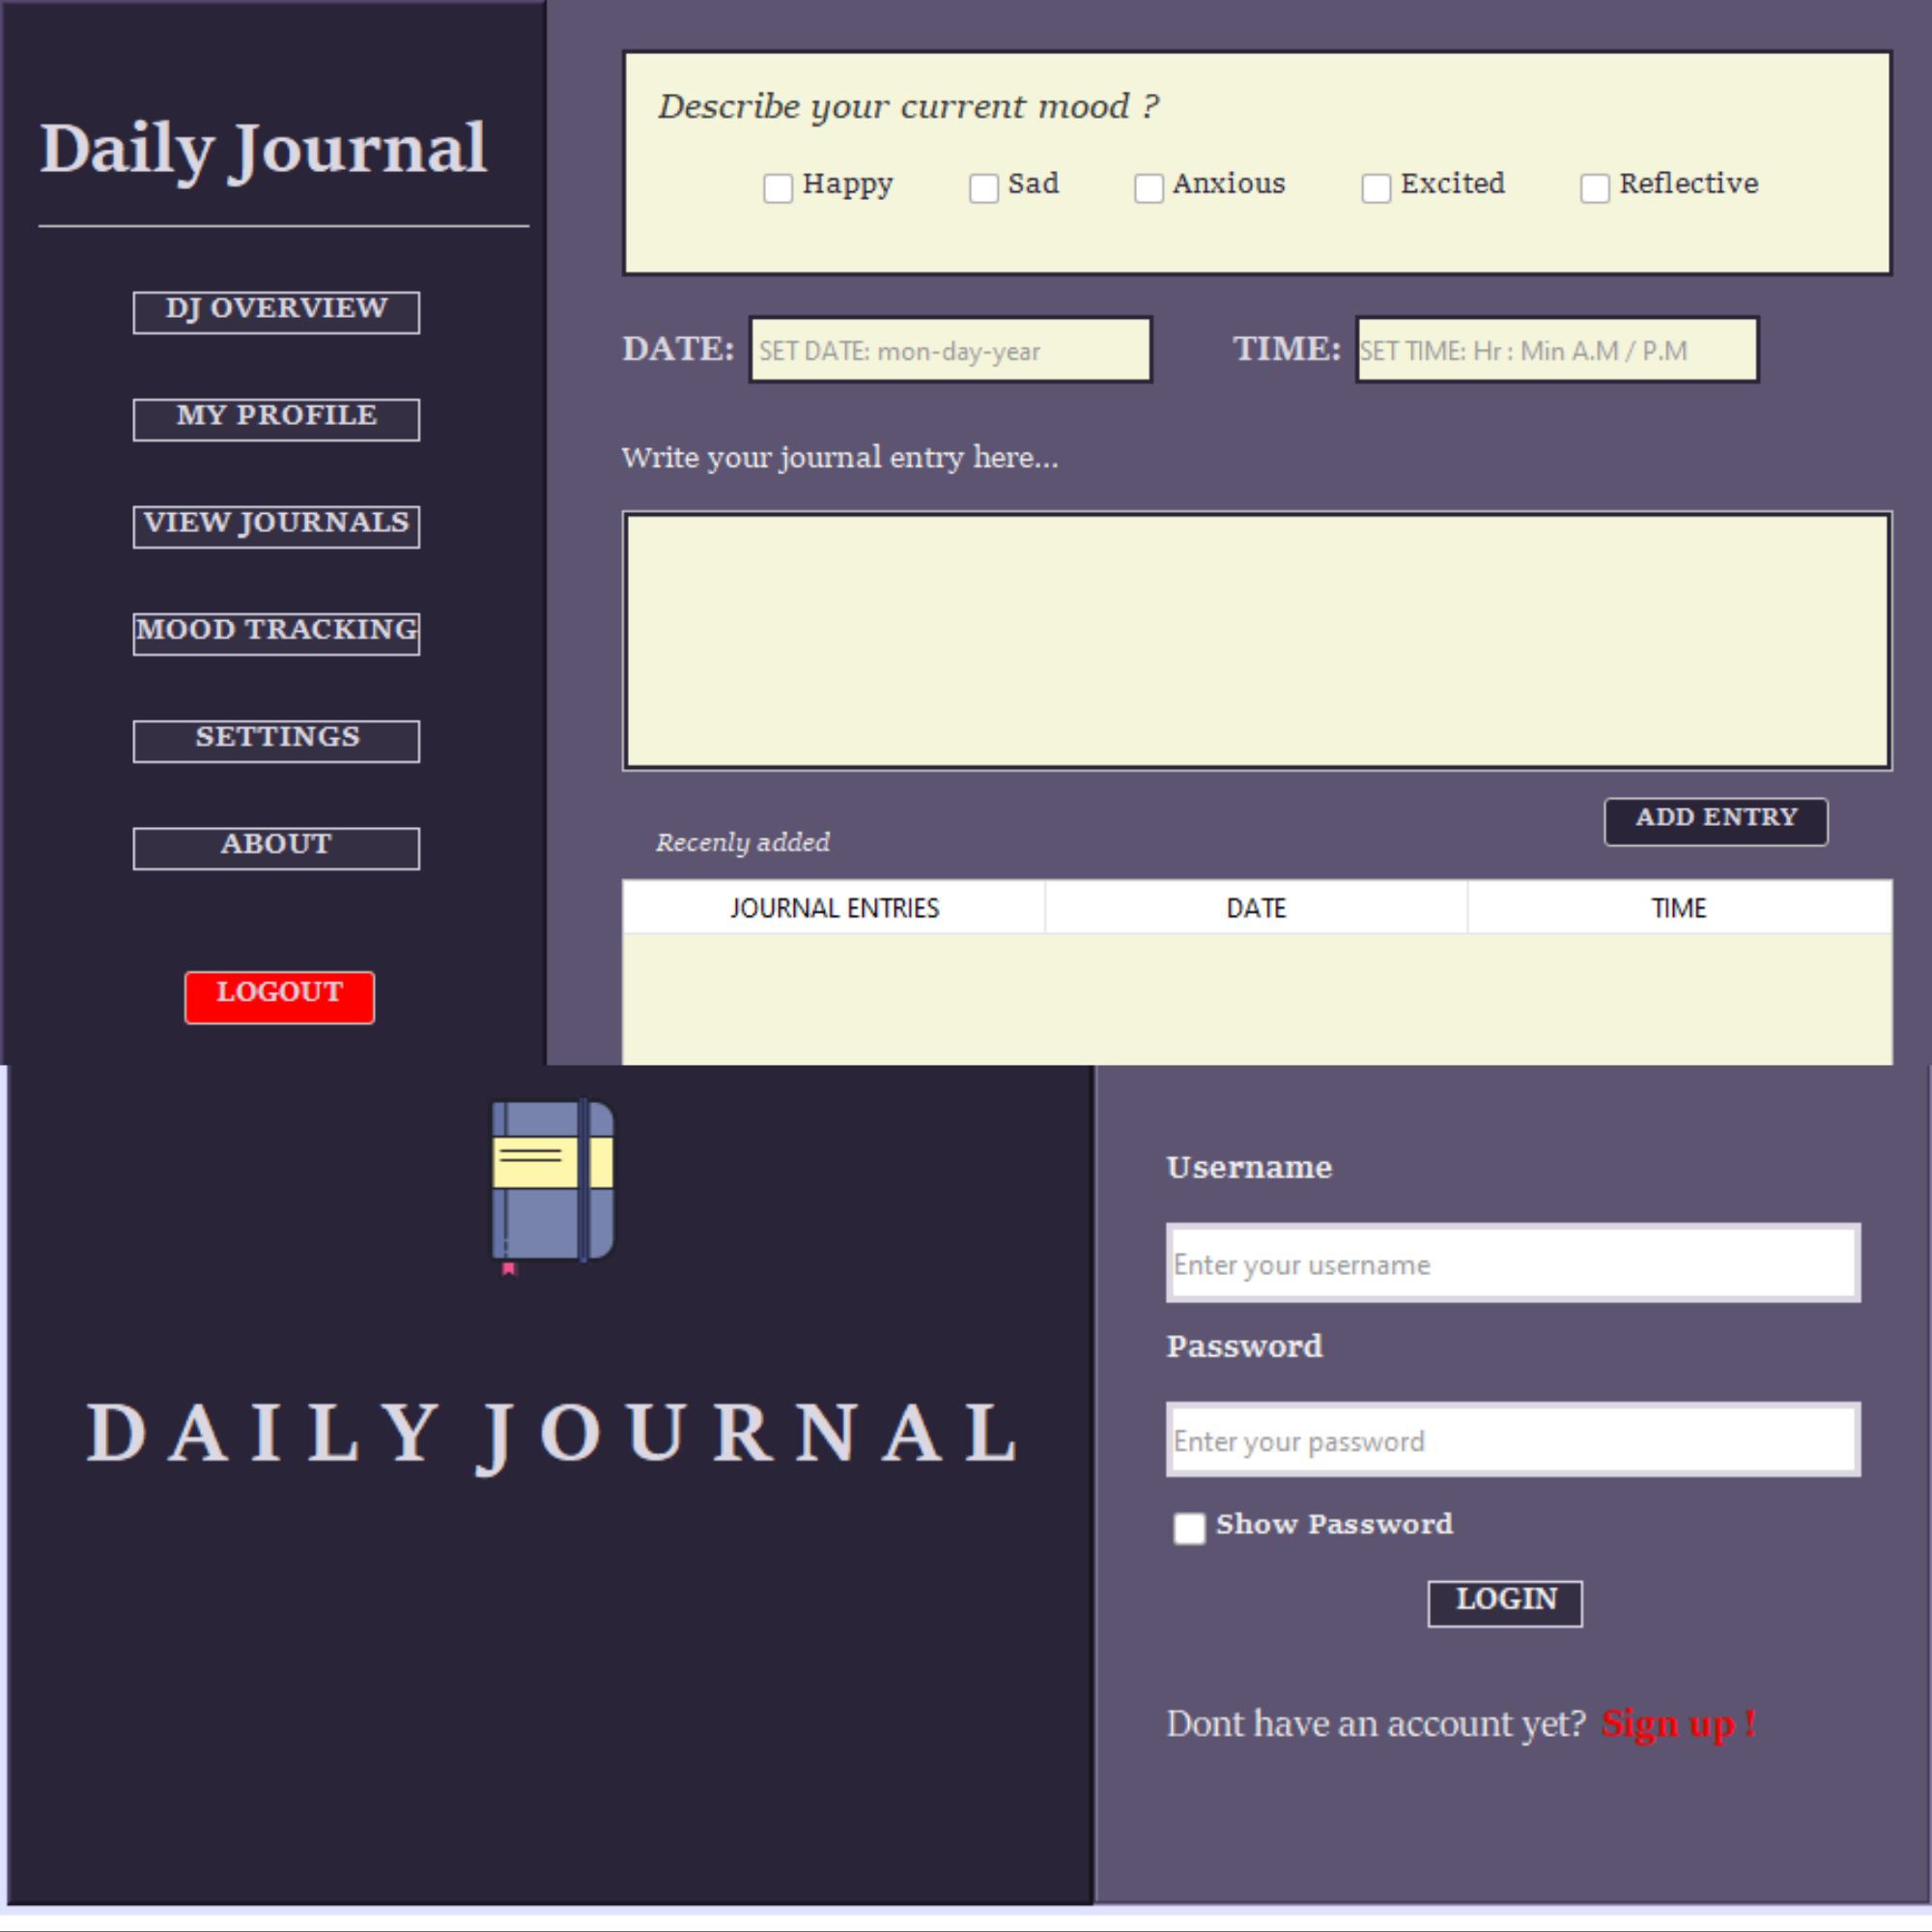 Daily Journal
DJ OVERVIEW
MY PROFILE
VIEW JOURNALS
MOOD TRACKING
SETTINGS
ABOUT
LOGOUT
Describe your current mood ?
Happy Sad Anxious Excited Reflective
DATE: SET DATE: mon-day-year TIME: SET TIME: Hr : Min A.M / P.M
Write your journal entry here...
ADD ENTRY
Recenly added
JOURNAL ENTRIES DATE TIME
DAILY JOURNAL
Username
Enter your username
Password
Enter your password
Show Password
LOGIN
Dont have an account yet? Sign up !